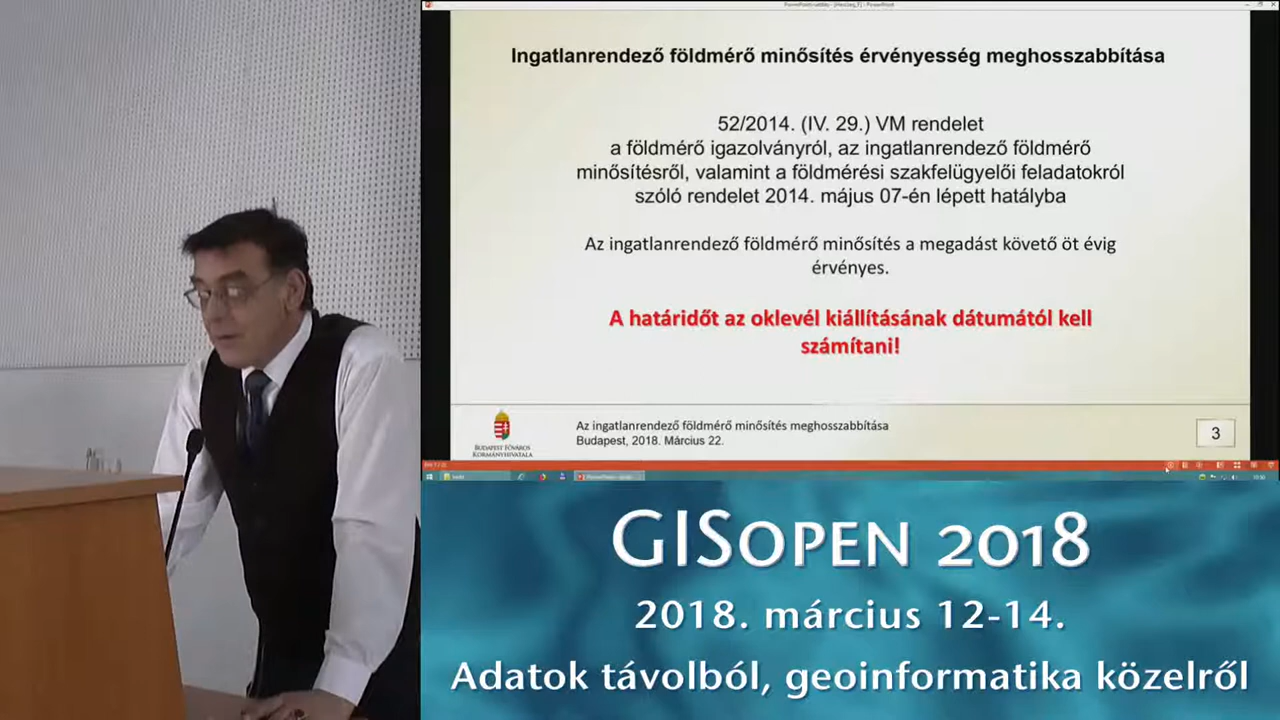 Ingatlanrendező földmérő minősítés érvényesség meghosszabbítása
52/2014. (IV. 29.) VM rendelet
a földmérő igazolványról, az ingatlanrendező földmérő
minősítésről, valamint a földmérési szakfelügyelői feladatokról
szóló rendelet 2014. május 07-én lépett hatályba
Az ingatlanrendező földmérő minősítés a megadást követő öt évig
érvényes.
A határidőt az oklevél kiállításának dátumától kell
számítani!
BUDAPEST FŐVÁROS
KORMÁNYHIVATALA
Az ingatlanrendező földmérő minősítés meghosszabbítása
Budapest, 2018. Március 22.
3
GISOPEN 2018
2018. március 12-14.
Adatok távolból, geoinformatika közelről